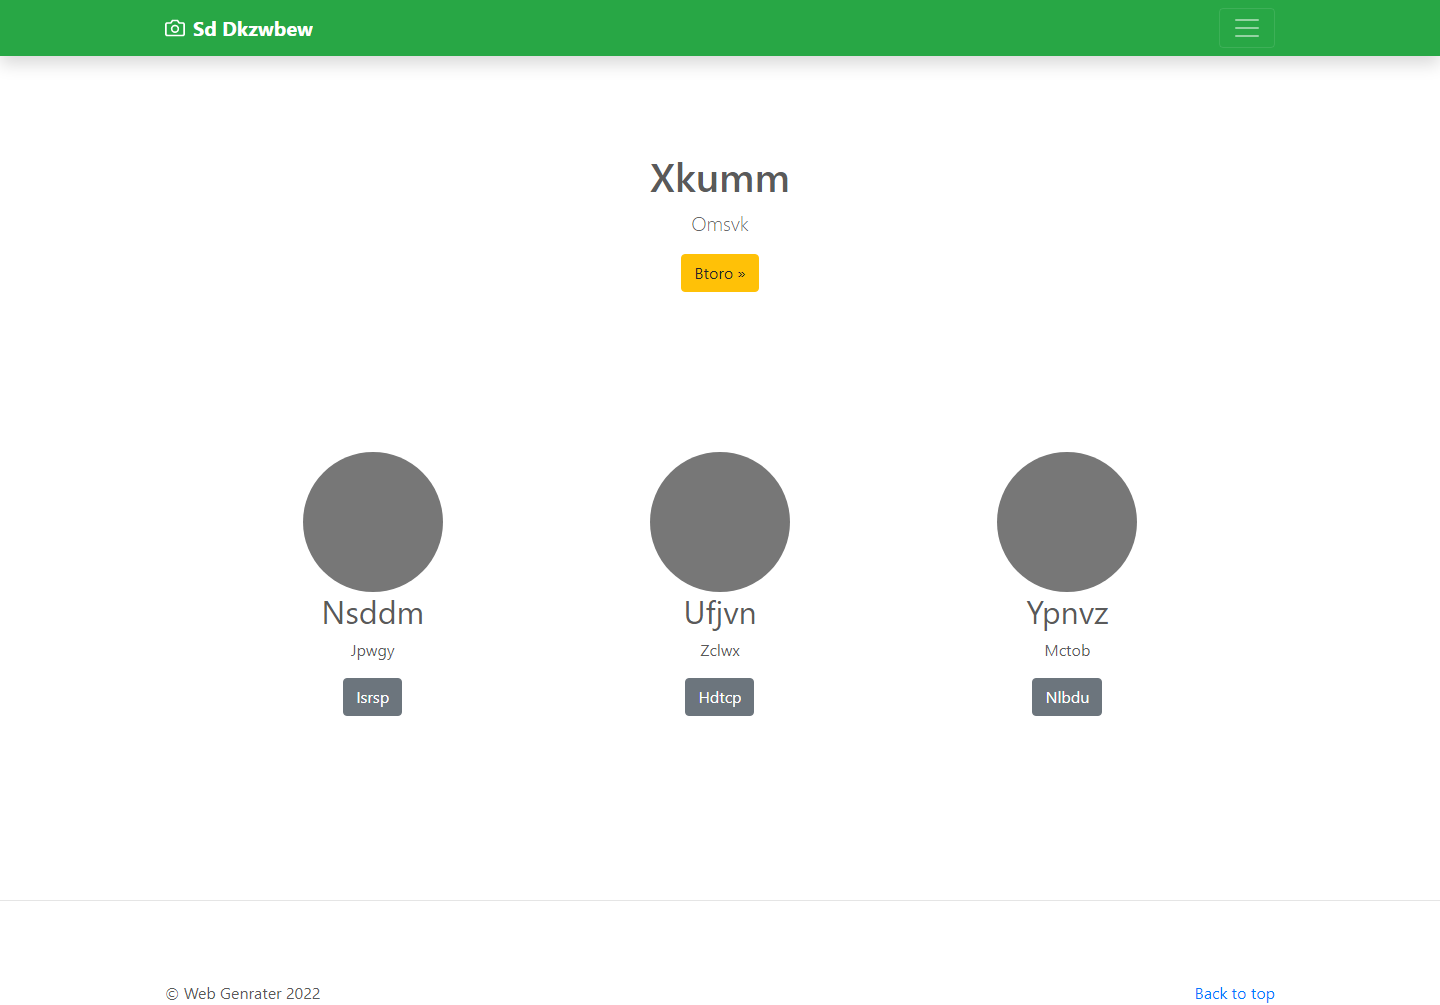 Sd Dkzwbew
Xkumm
Omsvk
Btoro »
Nsddm
Jpwgy
Isrsp
Ufjvn
Zclwx
Hdtcp
Ypnvz
Mctob
Nlbdu
© Web Genrater 2022
Back to top